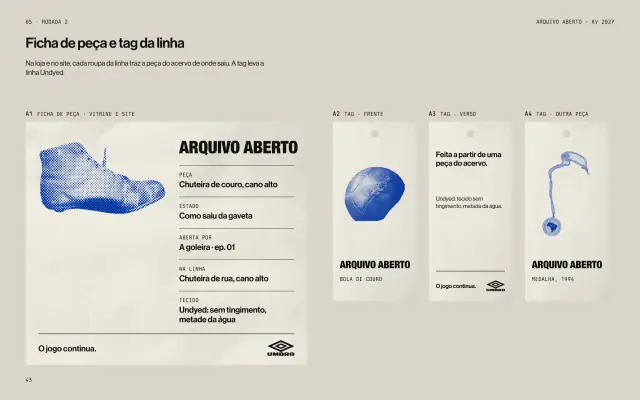 05 · RODADA 2
ARQUIVO ABERTO · KV 2027
Ficha de peça e tag da linha
Na loja e no site, cada roupa da linha traz a peça do acervo de onde saiu. A tag leva a
linha Undyed.
A1 FICHA DE PEÇA · VITRINE E SITE
ARQUIVO ABERTO
PEÇA
Chuteira de couro, cano alto
ESTADO
Como saiu da gaveta
ABERTA POR
A goleira · ep. 01
NA LINHA
Chuteira de rua, cano alto
TECIDO
Undyed: sem tingimento,
metade da água
O jogo continua.
UMBRO
A2 TAG · FRENTE
ARQUIVO ABERTO
BOLA DE COURO
A3 TAG · VERSO
Feita a partir de uma
peça do acervo.
Undyed: tecido sem
tingimento, metade da água.
O jogo continua.
UMBRO
A4 TAG · OUTRA PEÇA
ARQUIVO ABERTO
MEDALHA, 1994
43